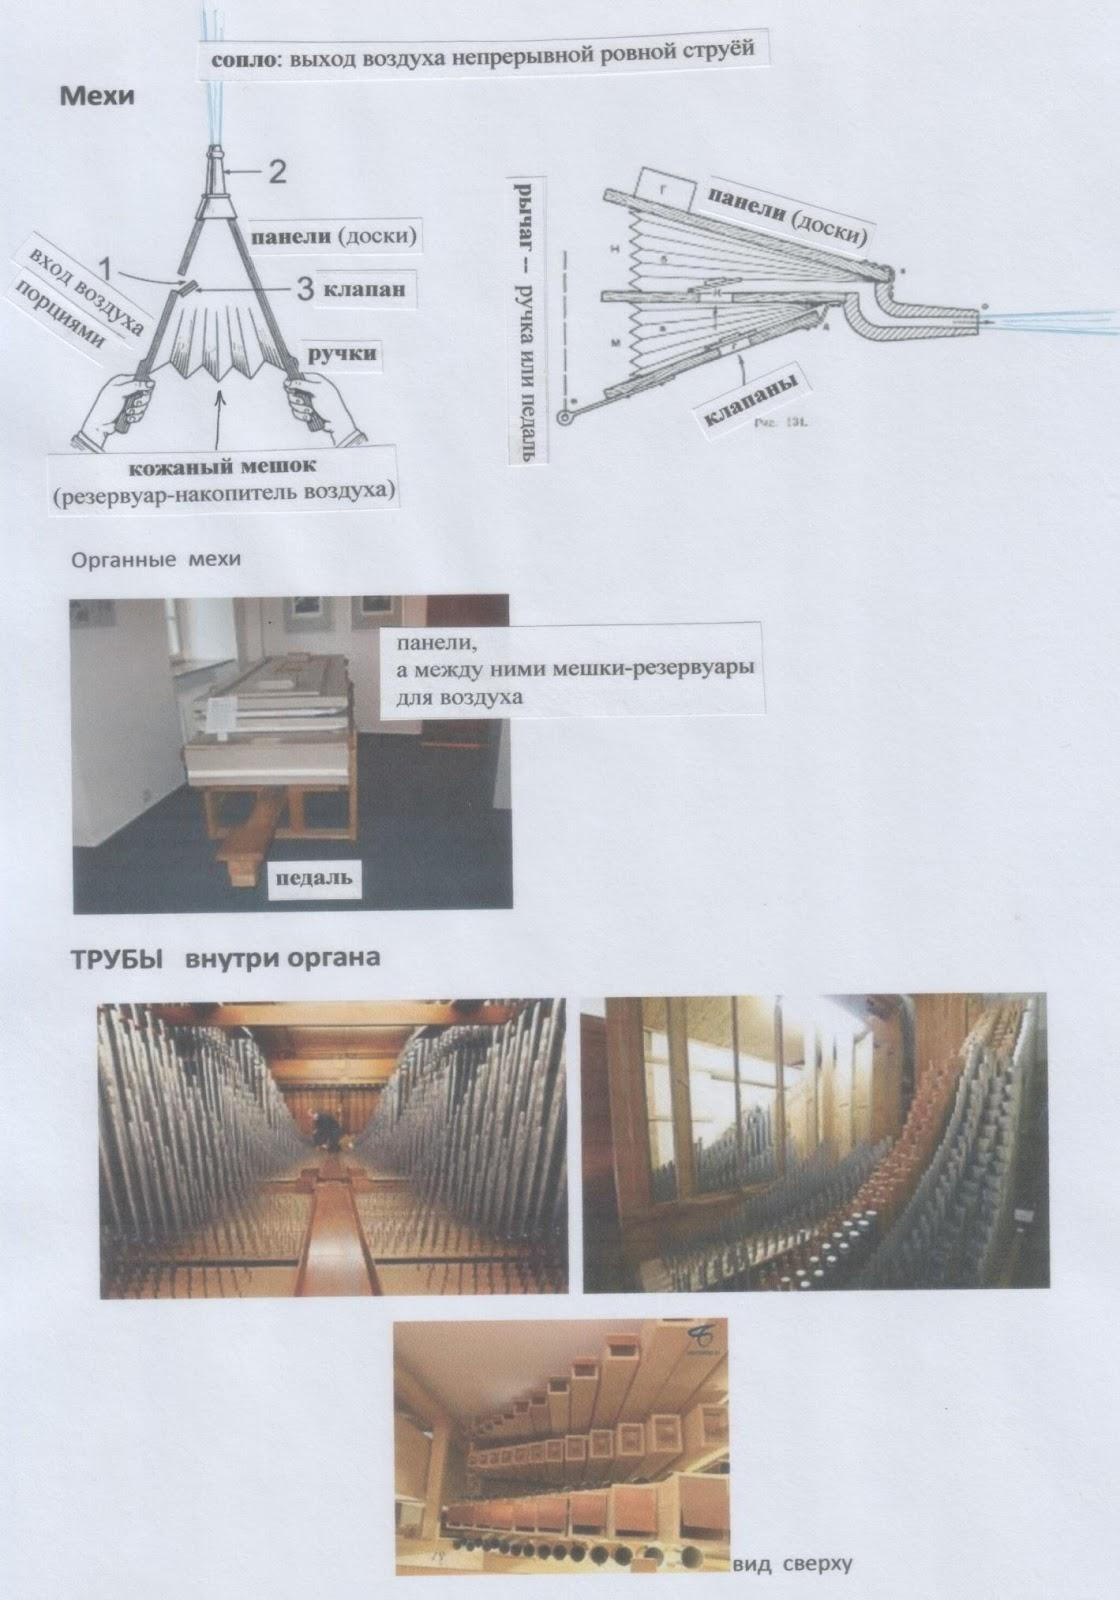 сопло: выход воздуха непрерывной ровной струёй
Мехи
2
панели (доски)
1
вход воздуха
порциями
3 клапан
ручки
кожаный мешок
(резервуар-накопитель воздуха)
рычаг -- ручка или педаль
Г
панели (доски)
клапаны
Рис. 131.
Органные мехи
панели,
а между ними мешки-резервуары
для воздуха
педаль
ТРУБЫ внутри органа
вид сверху